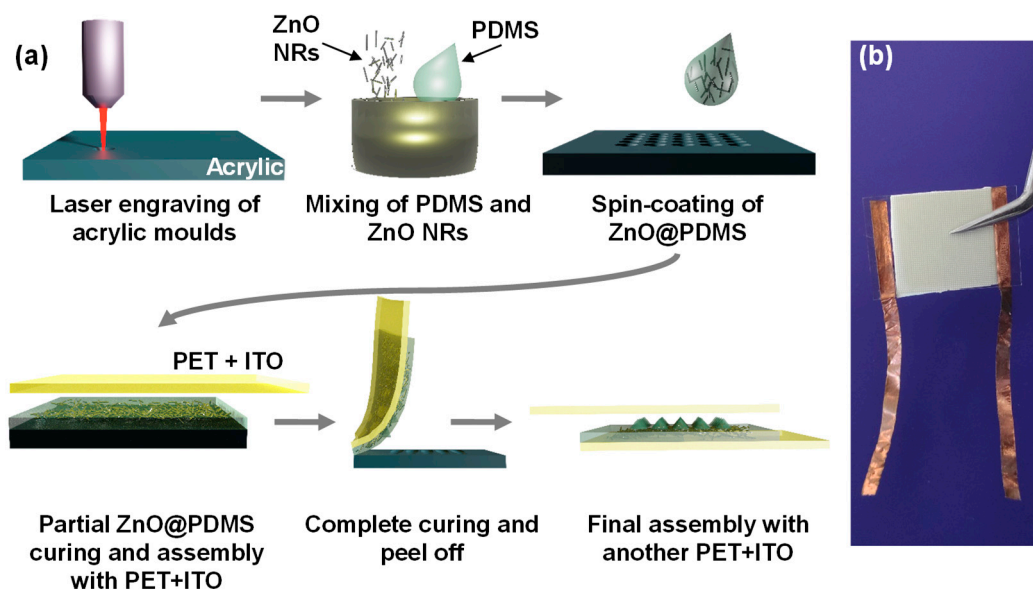 (a)
ZnO
NRs
PDMS
(b)
Acrylic
Laser engraving of
acrylic moulds
Mixing of PDMS and
ZnO NRs
Spin-coating of
ZnO@PDMS
PET + ITO
Partial ZnO@PDMS
curing and assembly
with PET+ITO
Complete curing and
peel off
Final assembly with
another PET+ITO